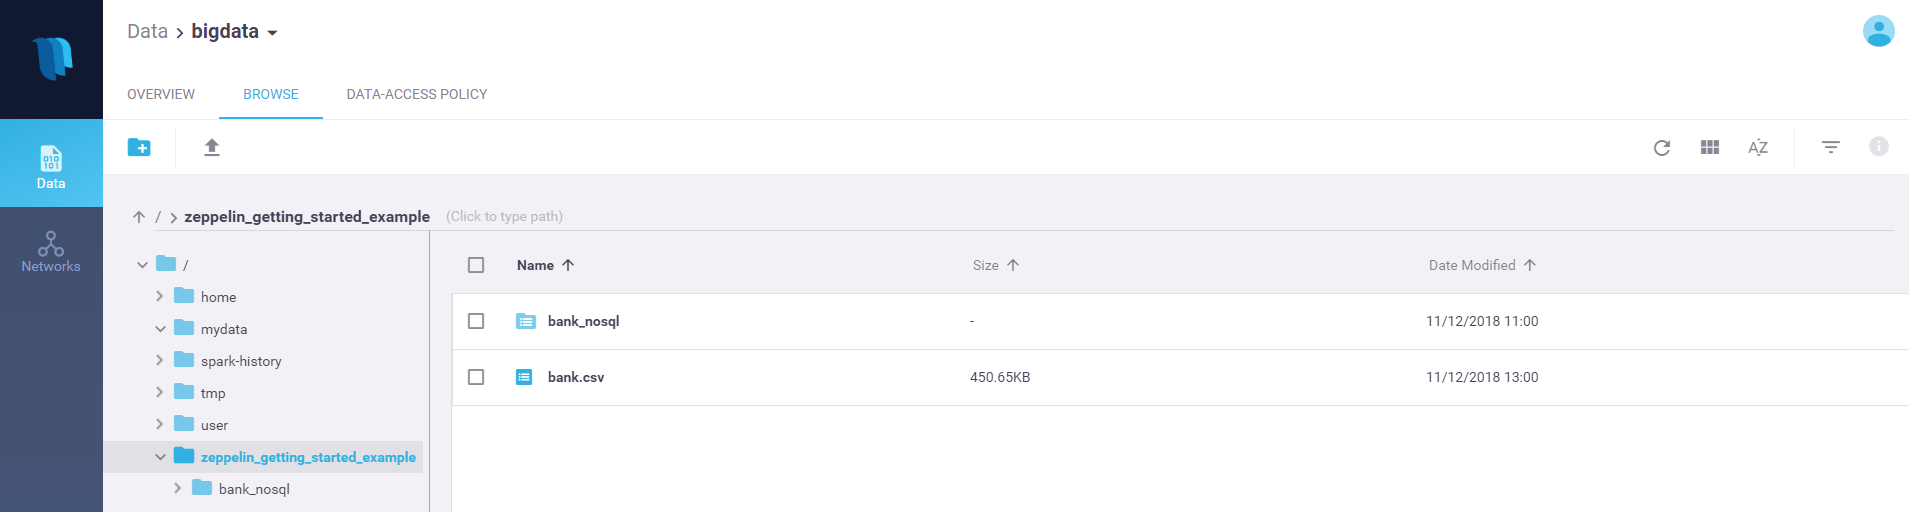 Data > bigdata
OVERVIEW BROWSE DATA-ACCESS POLICY
010
101
Data
AZ
i
/ > zeppelin_getting_started_example (Click to type path)
Networks
/
home
mydata
spark-history
tmp
user
zeppelin_getting_started_example
bank_nosql
Name Size Date Modified
bank_nosql - 11/12/2018 11:00
bank.csv 450.65KB 11/12/2018 13:00